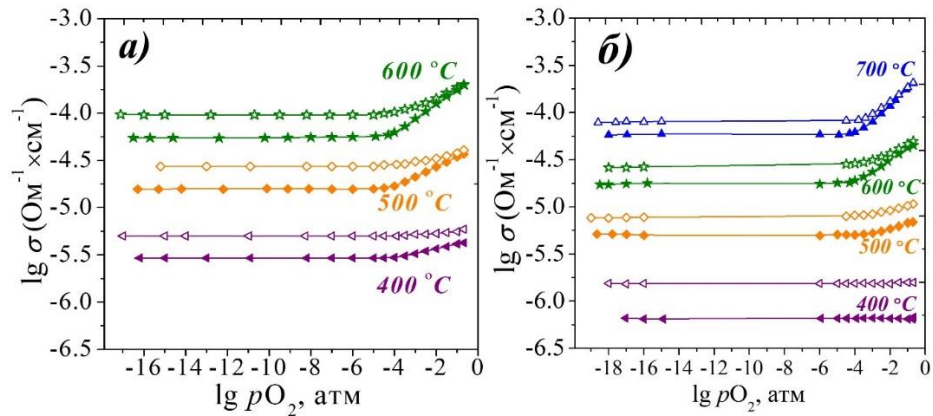 а)
600 °C
500 °C
400 °C
-3.0
-3.5
-4.0
-4.5
-5.0
-5.5
-6.0
-6.5
lg σ (Ом⁻¹×см⁻¹)
-16 -14 -12 -10 -8 -6 -4 -2 0
lg pO₂, атм
б)
700 °C
600 °C
500 °C
400 °C
-3.0
-3.5
-4.0
-4.5
-5.0
-5.5
-6.0
-6.5
lg σ (Ом⁻¹×см⁻¹)
-18 -16 -14 -12 -10 -8 -6 -4 -2 0
lg pO₂, атм